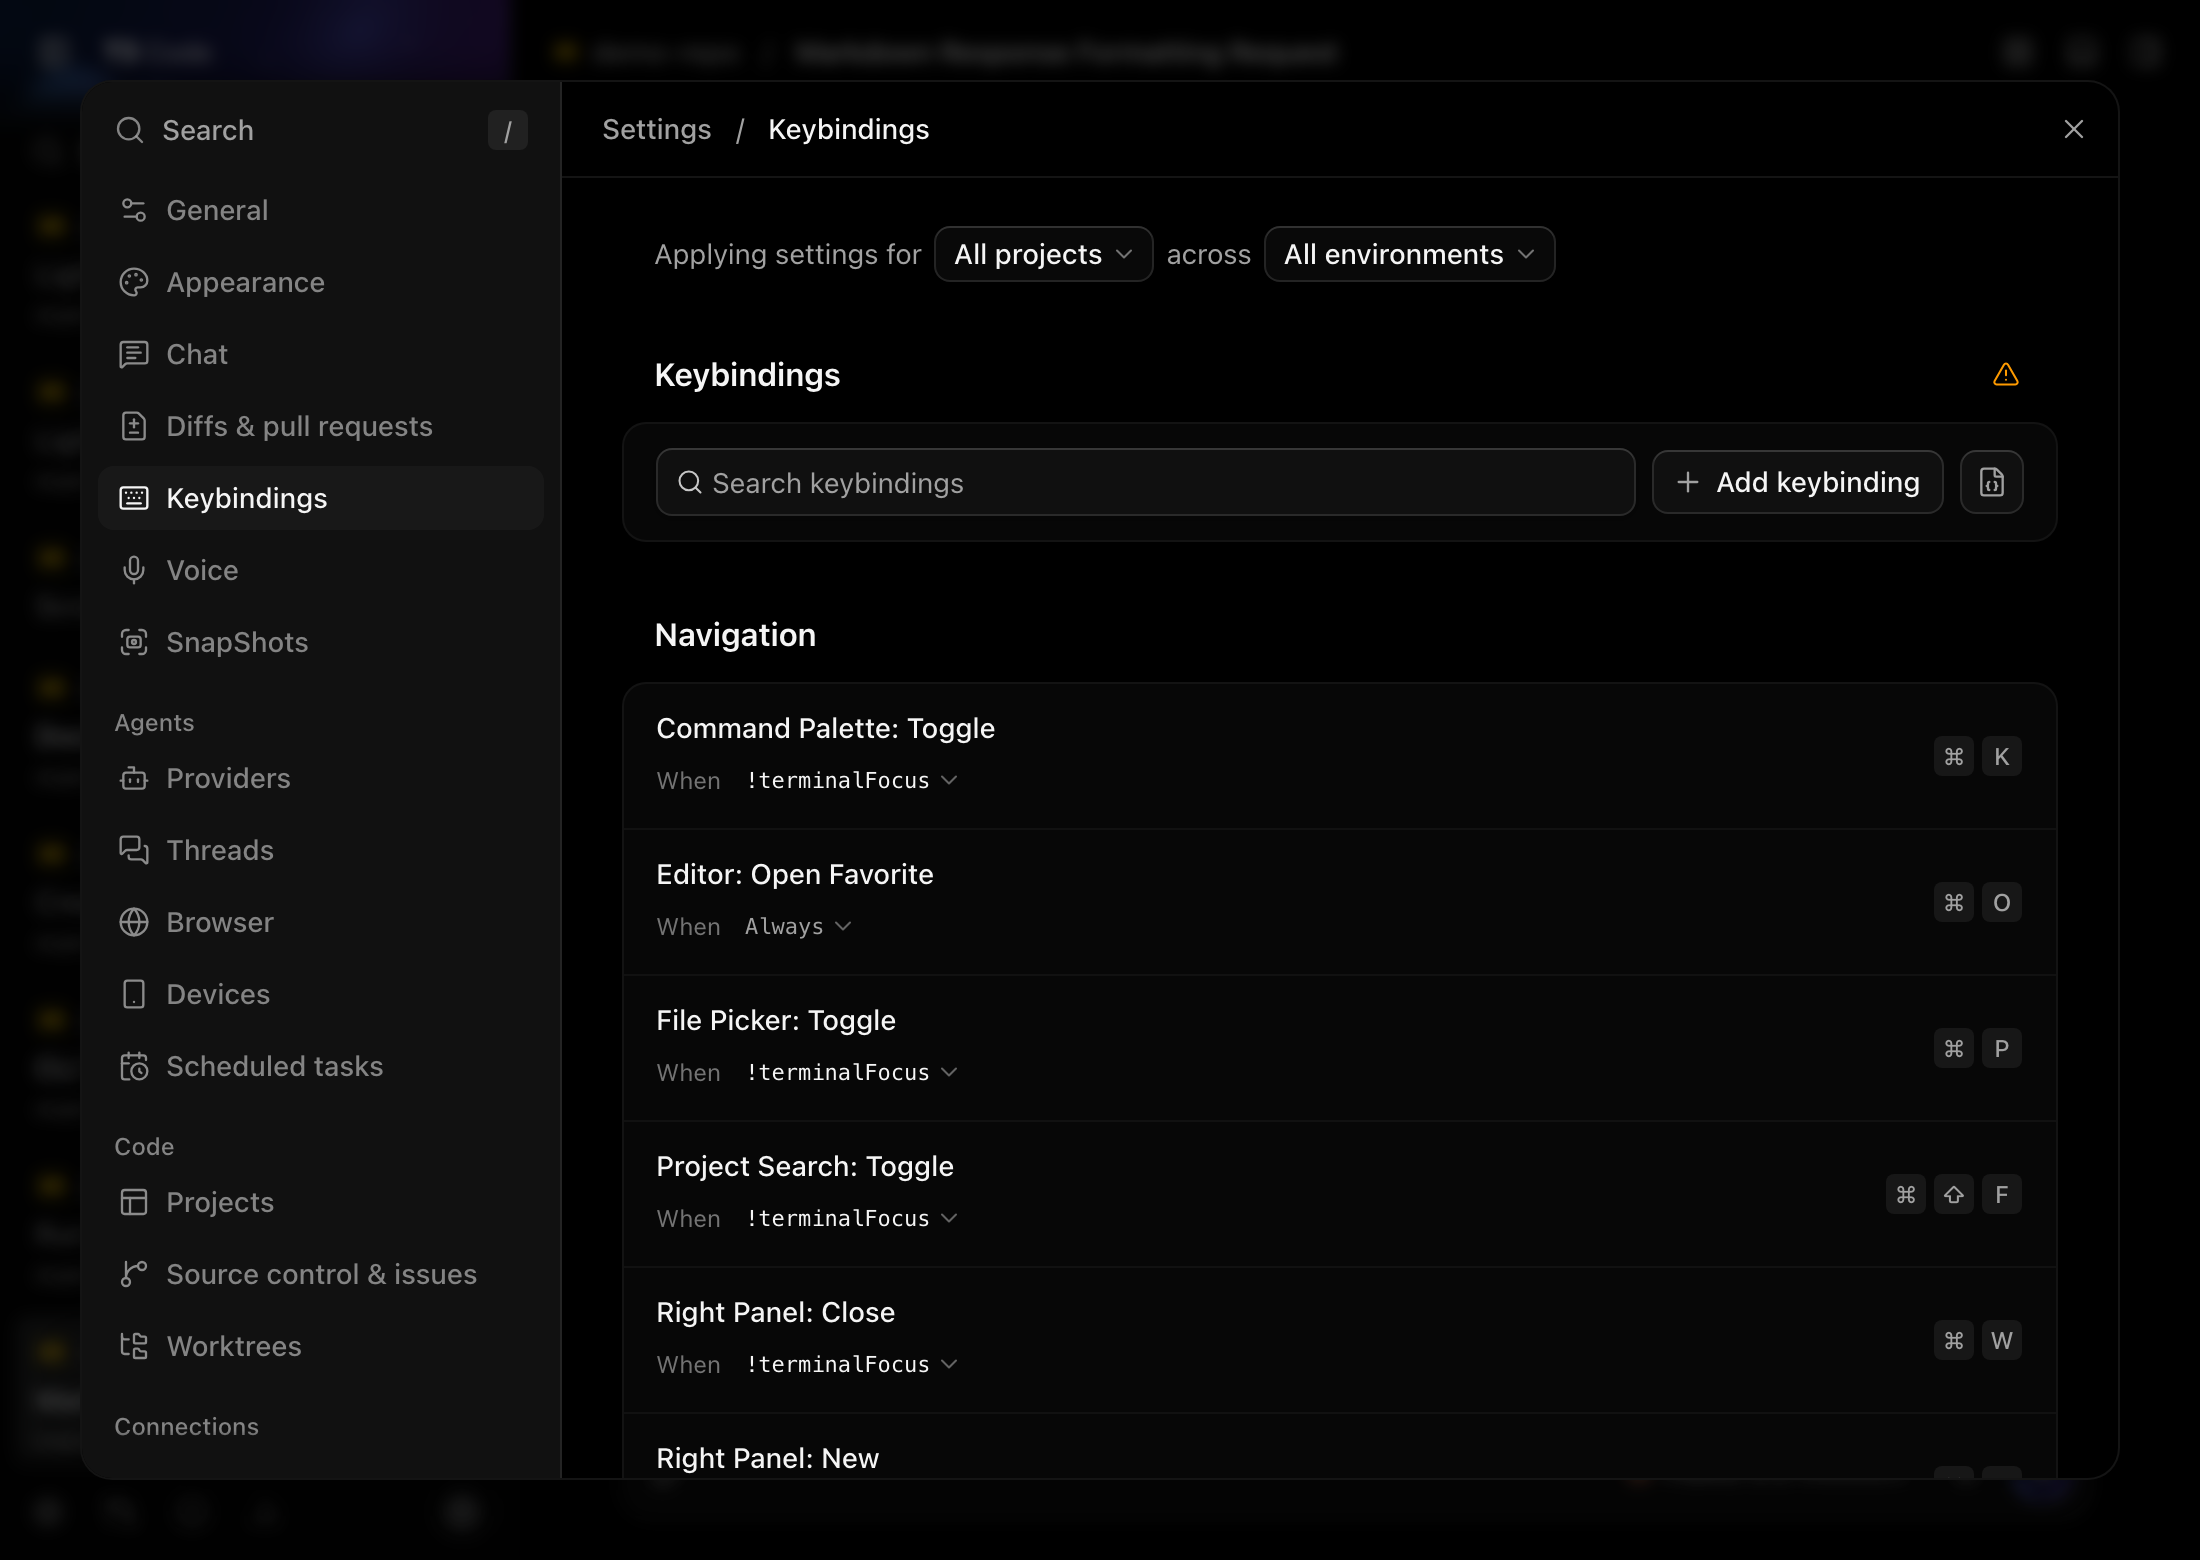 Search /
General
Appearance
Chat
Diffs & pull requests
Keybindings
Voice
SnapShots
Agents
Providers
Threads
Browser
Devices
Scheduled tasks
Code
Projects
Source control & issues
Worktrees
Connections
Settings / Keybindings
Applying settings for All projects across All environments
Keybindings
Search keybindings Add keybinding
Navigation
Command Palette: Toggle
When !terminalFocus
⌘ K
Editor: Open Favorite
When Always
⌘ O
File Picker: Toggle
When !terminalFocus
⌘ P
Project Search: Toggle
When !terminalFocus
⌘ ⇧ F
Right Panel: Close
When !terminalFocus
⌘ W
Right Panel: New